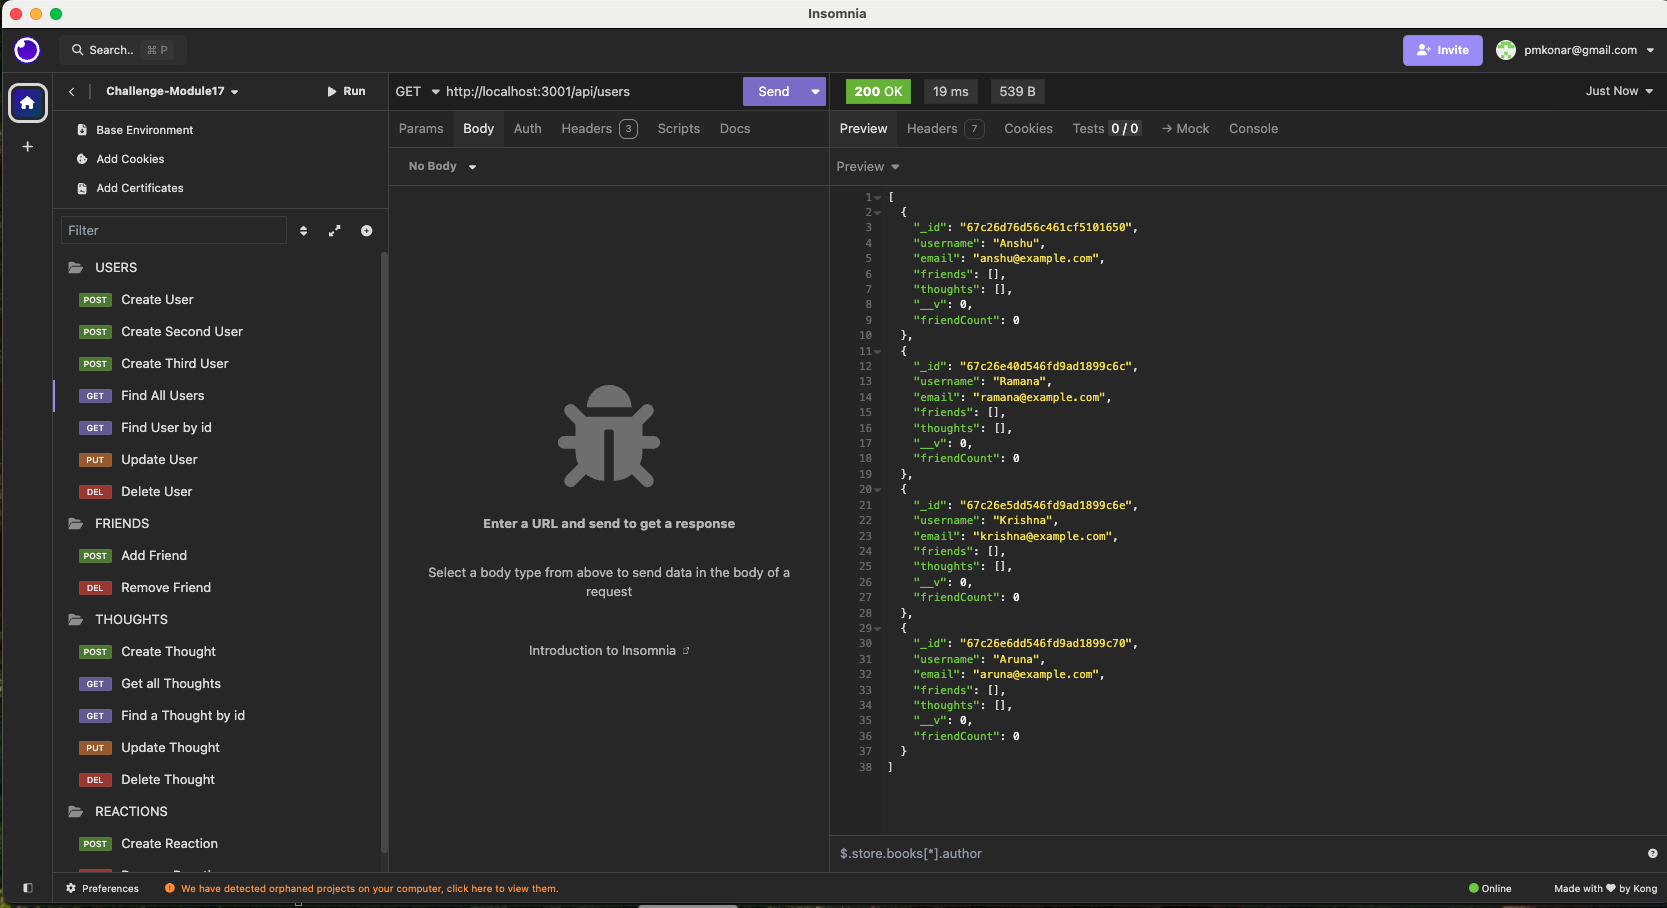 Insomnia
Search.. ⌘ P
Invite
pmkonar@gmail.com
Challenge-Module17
Run
Base Environment
Add Cookies
Add Certificates
Filter
USERS
POST Create User
POST Create Second User
POST Create Third User
GET Find All Users
GET Find User by id
PUT Update User
DEL Delete User
FRIENDS
POST Add Friend
DEL Remove Friend
THOUGHTS
POST Create Thought
GET Get all Thoughts
GET Find a Thought by id
PUT Update Thought
DEL Delete Thought
REACTIONS
POST Create Reaction
GET http://localhost:3001/api/users Send
Params Body Auth Headers 3 Scripts Docs
No Body
Enter a URL and send to get a response
Select a body type from above to send data in the body of a
request
Introduction to Insomnia
200 OK 19 ms 539 B Just Now
Preview Headers 7 Cookies Tests 0 / 0 → Mock Console
Preview
1 [
2 {
3 "_id": "67c26d76d56c461cf5101650",
4 "username": "Anshu",
5 "email": "anshu@example.com",
6 "friends": [],
7 "thoughts": [],
8 "__v": 0,
9 "friendCount": 0
10 },
11 {
12 "_id": "67c26e40d546fd9ad1899c6c",
13 "username": "Ramana",
14 "email": "ramana@example.com",
15 "friends": [],
16 "thoughts": [],
17 "__v": 0,
18 "friendCount": 0
19 },
20 {
21 "_id": "67c26e5dd546fd9ad1899c6e",
22 "username": "Krishna",
23 "email": "krishna@example.com",
24 "friends": [],
25 "thoughts": [],
26 "__v": 0,
27 "friendCount": 0
28 },
29 {
30 "_id": "67c26e6dd546fd9ad1899c70",
31 "username": "Aruna",
32 "email": "aruna@example.com",
33 "friends": [],
34 "thoughts": [],
35 "__v": 0,
36 "friendCount": 0
37 }
38 ]
$.store.books[*].author
Preferences
We have detected orphaned projects on your computer, click here to view them.
Online
Made with ♥ by Kong